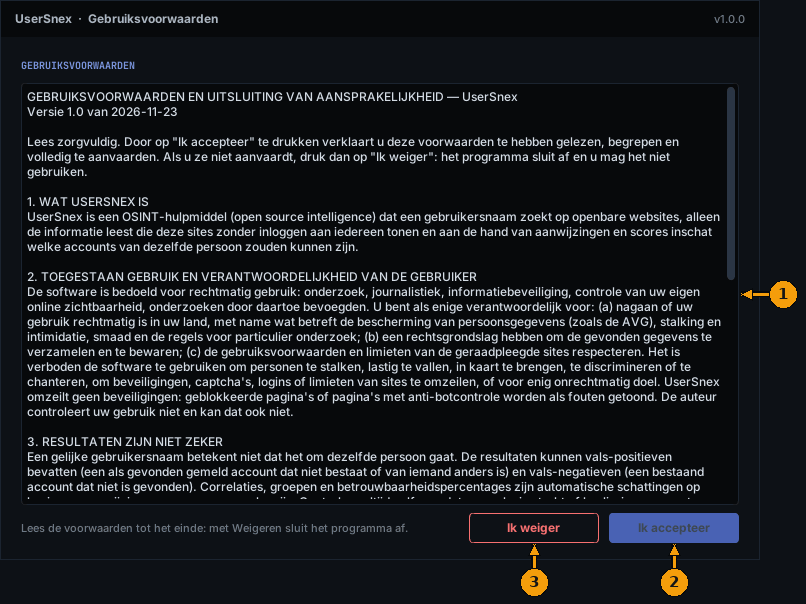 UserSnex · Gebruiksvoorwaarden
v1.0.0
GEBRUIKSVOORWAARDEN
GEBRUIKSVOORWAARDEN EN UITSLUITING VAN AANSPRAKELIJKHEID — UserSnex
Versie 1.0 van 2026-11-23
Lees zorgvuldig. Door op "Ik accepteer" te drukken verklaart u deze voorwaarden te hebben gelezen, begrepen en
volledig te aanvaarden. Als u ze niet aanvaardt, druk dan op "Ik weiger": het programma sluit af en u mag het niet
gebruiken.
1. WAT USERSNEX IS
UserSnex is een OSINT-hulpmiddel (open source intelligence) dat een gebruikersnaam zoekt op openbare websites, alleen
de informatie leest die deze sites zonder inloggen aan iedereen tonen en aan de hand van aanwijzingen en scores inschat
welke accounts van dezelfde persoon zouden kunnen zijn.
2. TOEGESTAAN GEBRUIK EN VERANTWOORDELIJKHEID VAN DE GEBRUIKER
De software is bedoeld voor rechtmatig gebruik: onderzoek, journalistiek, informatiebeveiliging, controle van uw eigen
online zichtbaarheid, onderzoeken door daartoe bevoegden. U bent als enige verantwoordelijk voor: (a) nagaan of uw
gebruik rechtmatig is in uw land, met name wat betreft de bescherming van persoonsgegevens (zoals de AVG), stalking en
intimidatie, smaad en de regels voor particulier onderzoek; (b) een rechtsgrondslag hebben om de gevonden gegevens te
verzamelen en te bewaren; (c) de gebruiksvoorwaarden en limieten van de geraadpleegde sites respecteren. Het is
verboden de software te gebruiken om personen te stalken, lastig te vallen, in kaart te brengen, te discrimineren of te
chanteren, om beveiligingen, captcha's, logins of limieten van sites te omzeilen, of voor enig onrechtmatig doel. UserSnex
omzeilt geen beveiligingen: geblokkeerde pagina's of pagina's met anti-botcontrole worden als fouten getoond. De auteur
controleert uw gebruik niet en kan dat ook niet.
3. RESULTATEN ZIJN NIET ZEKER
Een gelijke gebruikersnaam betekent niet dat het om dezelfde persoon gaat. De resultaten kunnen vals-positieven
bevatten (een als gevonden gemeld account dat niet bestaat of van iemand anders is) en vals-negatieven (een bestaand
account dat niet is gevonden). Correlaties, groepen en betrouwbaarheidspercentages zijn automatische schattingen op
Lees de voorwaarden tot het einde: met Weigeren sluit het programma af.
Ik weiger
Ik accepteer
1
3
2